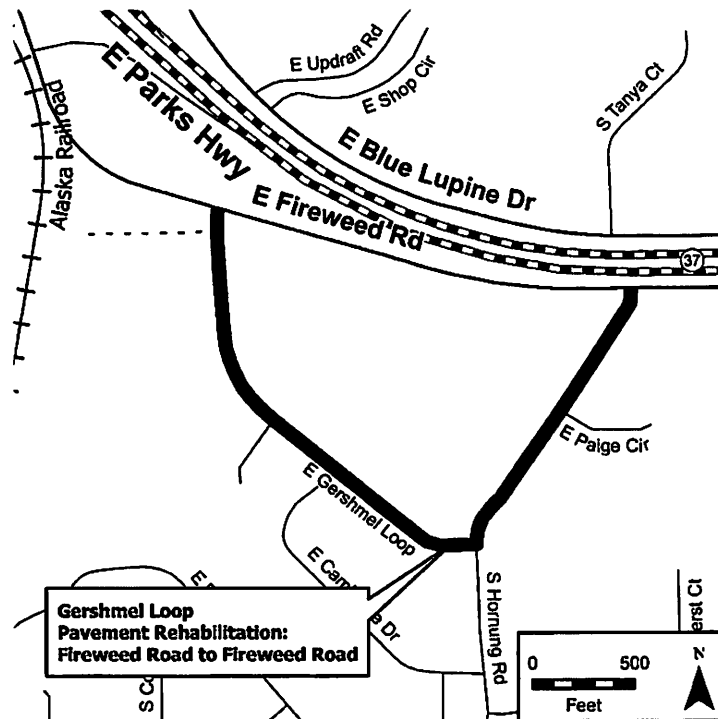 E Updraft Rd
E Shop Cir
S Tanya Ct
E Parks Hwy
Alaska Railroad
E Blue Lupine Dr
E Fireweed Rd
37
E Paige Cir
E Gershmel Loop
Gershmel Loop
Pavement Rehabilitation:
Fireweed Road to Fireweed Road
S Hornung Rd
N
0 500
Feet